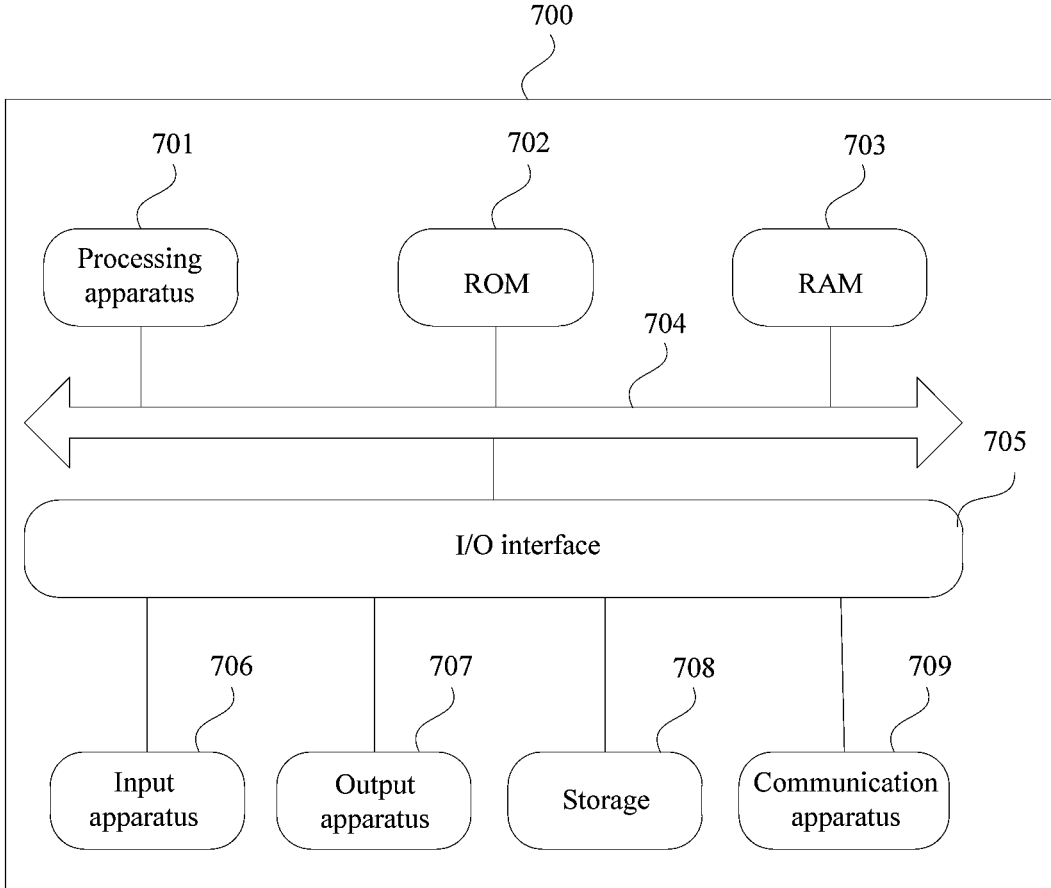 700
701
702
703
Processing
apparatus
ROM
RAM
704
705
I/O interface
706
707
708
709
Input
apparatus
Output
apparatus
Storage
Communication
apparatus